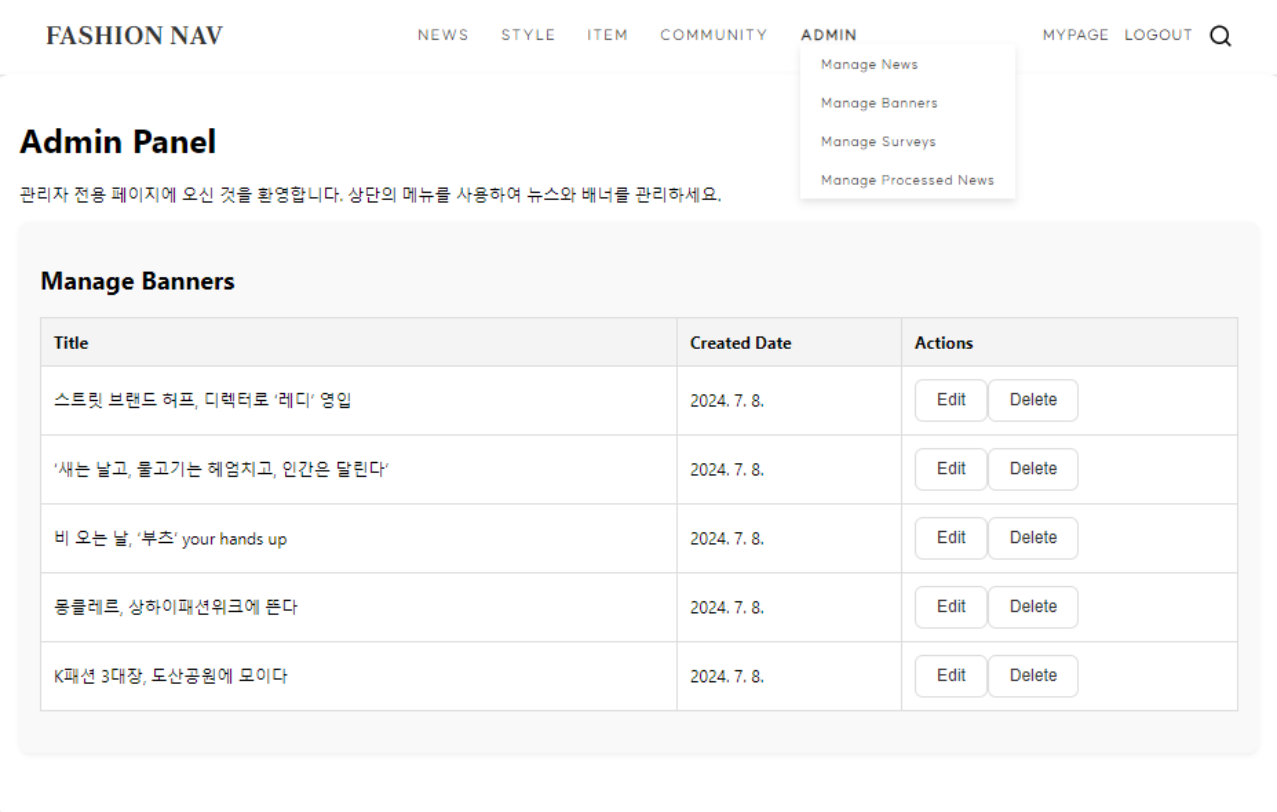 FASHION NAV
NEWS STYLE ITEM COMMUNITY ADMIN MYPAGE LOGOUT
Manage News
Manage Banners
Manage Surveys
Manage Processed News
Admin Panel
관리자 전용 페이지에 오신 것을 환영합니다. 상단의 메뉴를 사용하여 뉴스와 배너를 관리하세요.
Manage Banners
Title Created Date Actions
스트릿 브랜드 허프, 디렉터로 ‘레디’ 영입 2024. 7. 8. Edit Delete
‘새는 날고, 물고기는 헤엄치고, 인간은 달린다’ 2024. 7. 8. Edit Delete
비 오는 날, ‘부츠’ your hands up 2024. 7. 8. Edit Delete
몽클레르, 상하이패션위크에 뜬다 2024. 7. 8. Edit Delete
K패션 3대장, 도산공원에 모이다 2024. 7. 8. Edit Delete